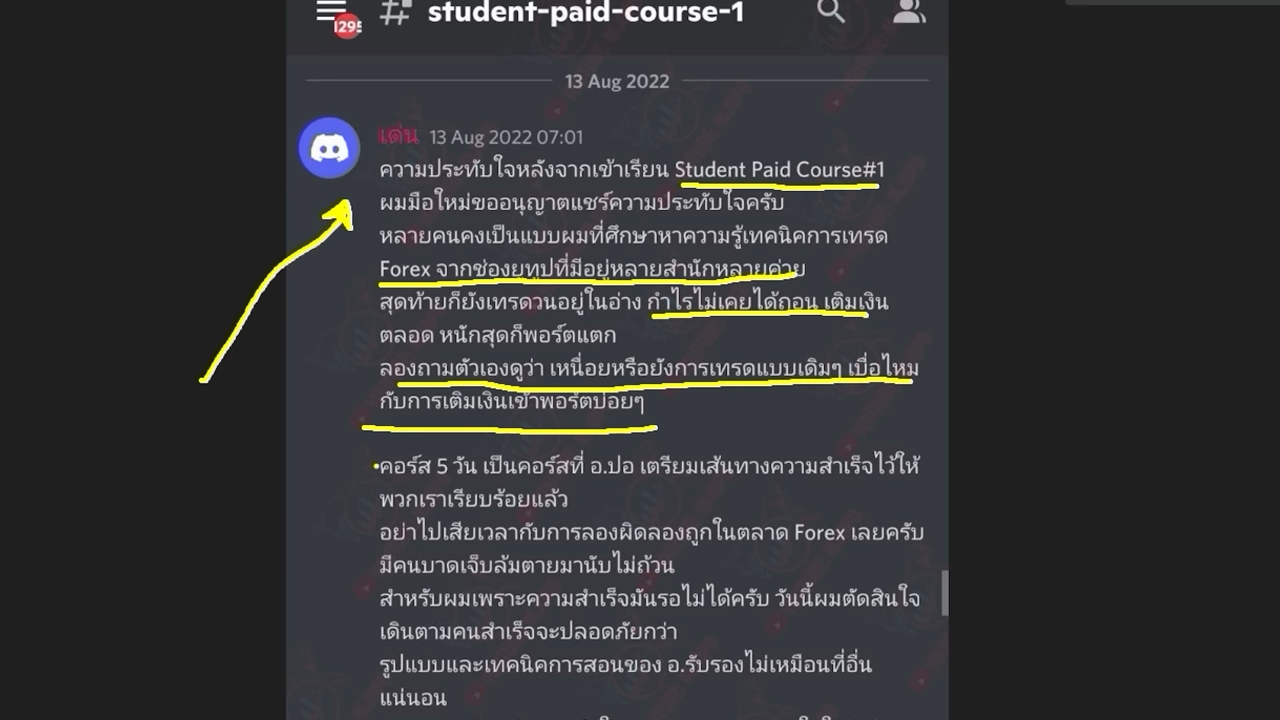 1295
student-paid-course-1
13 Aug 2022
เด่น 13 Aug 2022 07:01
ความประทับใจหลังจากเข้าเรียน Student Paid Course#1
ผมมือใหม่ขออนุญาตแชร์ความประทับใจครับ
หลายคนคงเป็นแบบผมที่ศึกษาหาความรู้เทคนิคการเทรด
Forex จากช่องยูทูปที่มีอยู่หลายสำนักหลายค่าย
สุดท้ายก็ยังเทรดวนอยู่ในอ่าง กำไรไม่เคยได้ถอน เติมเงิน
ตลอด หนักสุดก็พอร์ตแตก
ลองถามตัวเองดูว่า เหนื่อยหรือยังการเทรดแบบเดิมๆ เบื่อไหม
กับการเติมเงินเข้าพอร์ตบ่อยๆ
คอร์ส 5 วัน เป็นคอร์สที่ อ.ปอ เตรียมเส้นทางความสำเร็จไว้ให้
พวกเราเรียบร้อยแล้ว
อย่าไปเสียเวลากับการลองผิดลองถูกในตลาด Forex เลยครับ
มีคนบาดเจ็บล้มตายมานับไม่ถ้วน
สำหรับผมเพราะความสำเร็จมันรอไม่ได้ครับ วันนี้ผมตัดสินใจ
เดินตามคนสำเร็จจะปลอดภัยกว่า
รูปแบบและเทคนิคการสอนของ อ.รับรองไม่เหมือนที่อื่น
แน่นอน